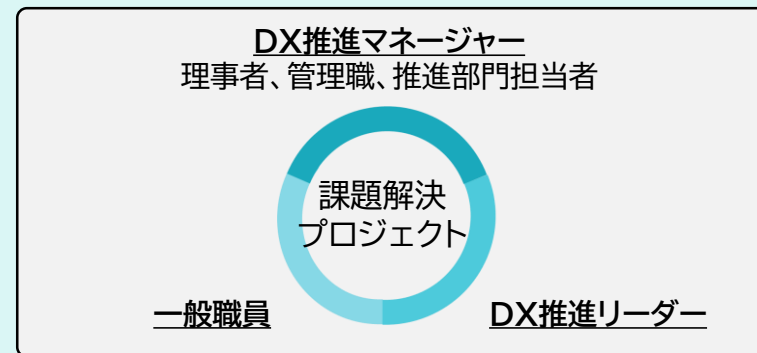 DX推進マネージャー
理事者、管理職、推進部門担当者
課題解決
プロジェクト
一般職員
DX推進リーダー